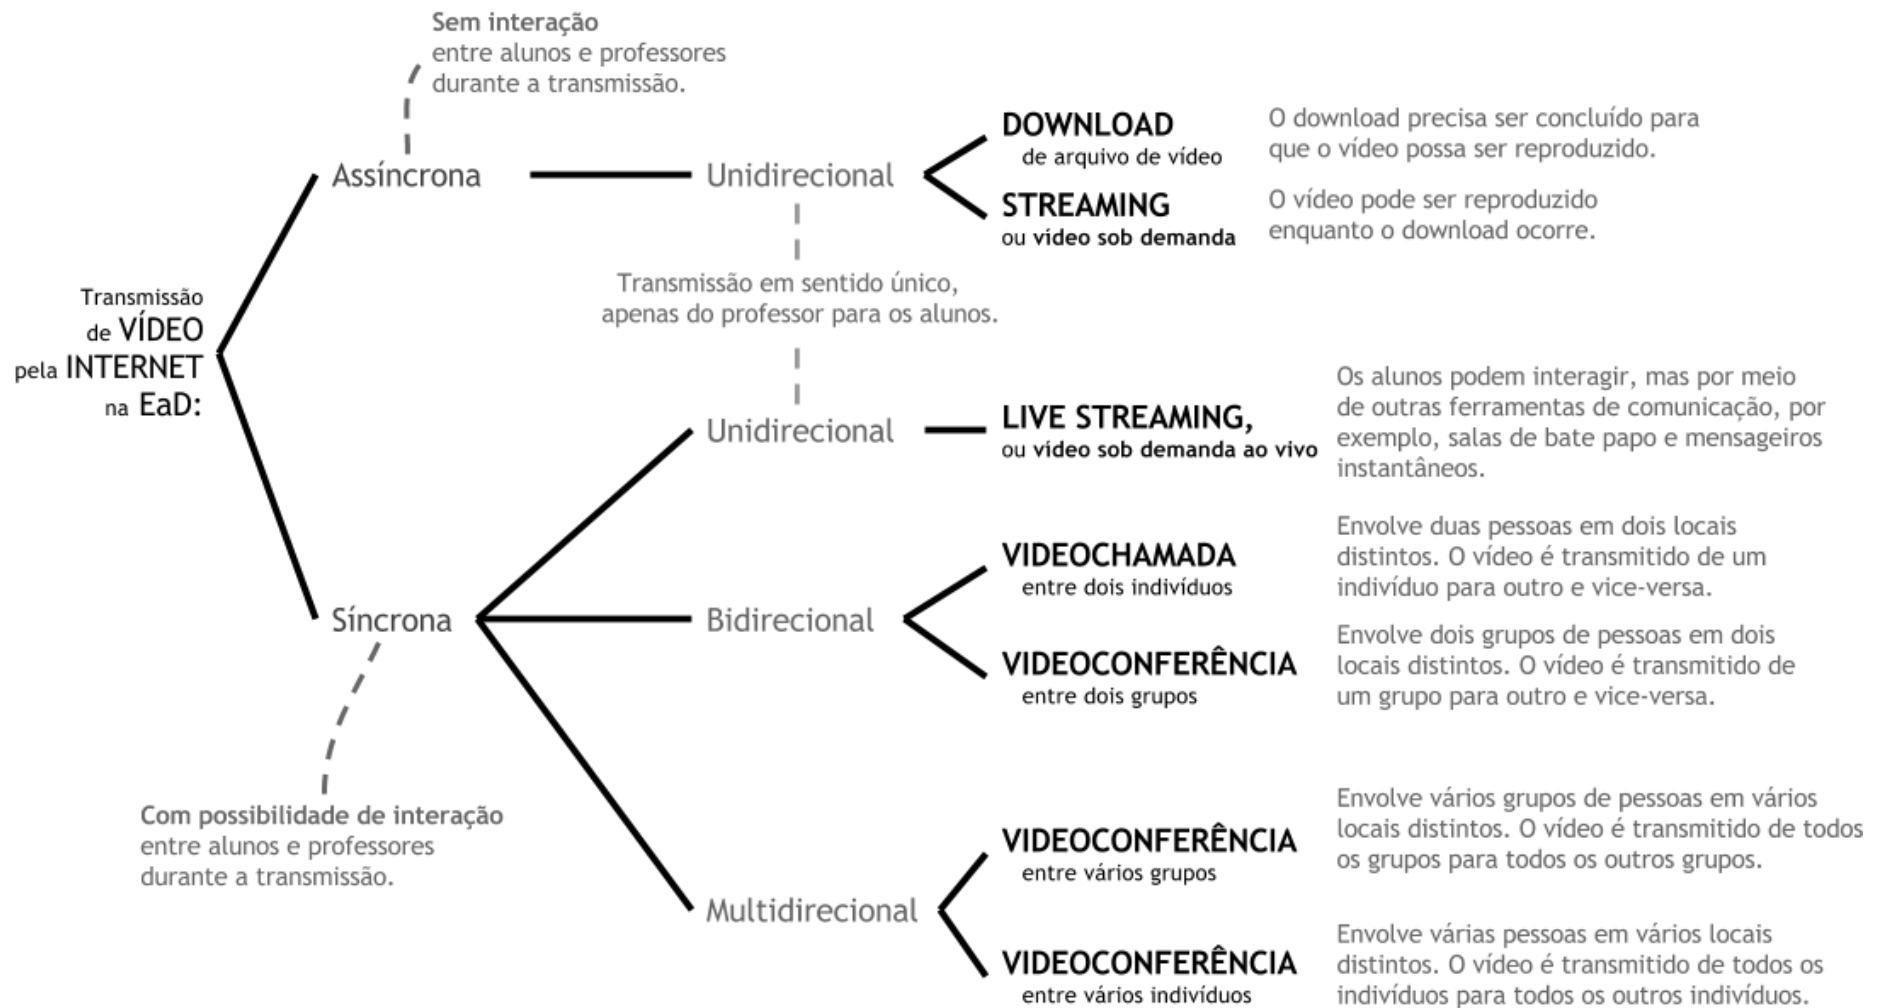 Sem interação
entre alunos e professores
durante a transmissão.
Assíncrona
Unidirecional
DOWNLOAD
de arquivo de vídeo
O download precisa ser concluído para
que o vídeo possa ser reproduzido.
STREAMING
ou vídeo sob demanda
O vídeo pode ser reproduzido
enquanto o download ocorre.
Transmissão em sentido único,
apenas do professor para os alunos.
Transmissão
de VÍDEO
pela INTERNET
na EaD:
Unidirecional
LIVE STREAMING,
ou vídeo sob demanda ao vivo
Os alunos podem interagir, mas por meio
de outras ferramentas de comunicação, por
exemplo, salas de bate papo e mensageiros
instantâneos.
Síncrona
Bidirecional
VIDEOCHAMADA
entre dois indivíduos
Envolve duas pessoas em dois locais
distintos. O vídeo é transmitido de um
indivíduo para outro e vice-versa.
VIDEOCONFERÊNCIA
entre dois grupos
Envolve dois grupos de pessoas em dois
locais distintos. O vídeo é transmitido de
um grupo para outro e vice-versa.
Com possibilidade de interação
entre alunos e professores
durante a transmissão.
Multidirecional
VIDEOCONFERÊNCIA
entre vários grupos
Envolve vários grupos de pessoas em vários
locais distintos. O vídeo é transmitido de todos
os grupos para todos os outros grupos.
VIDEOCONFERÊNCIA
entre vários indivíduos
Envolve várias pessoas em vários locais
distintos. O vídeo é transmitido de todos os
indivíduos para todos os outros indivíduos.